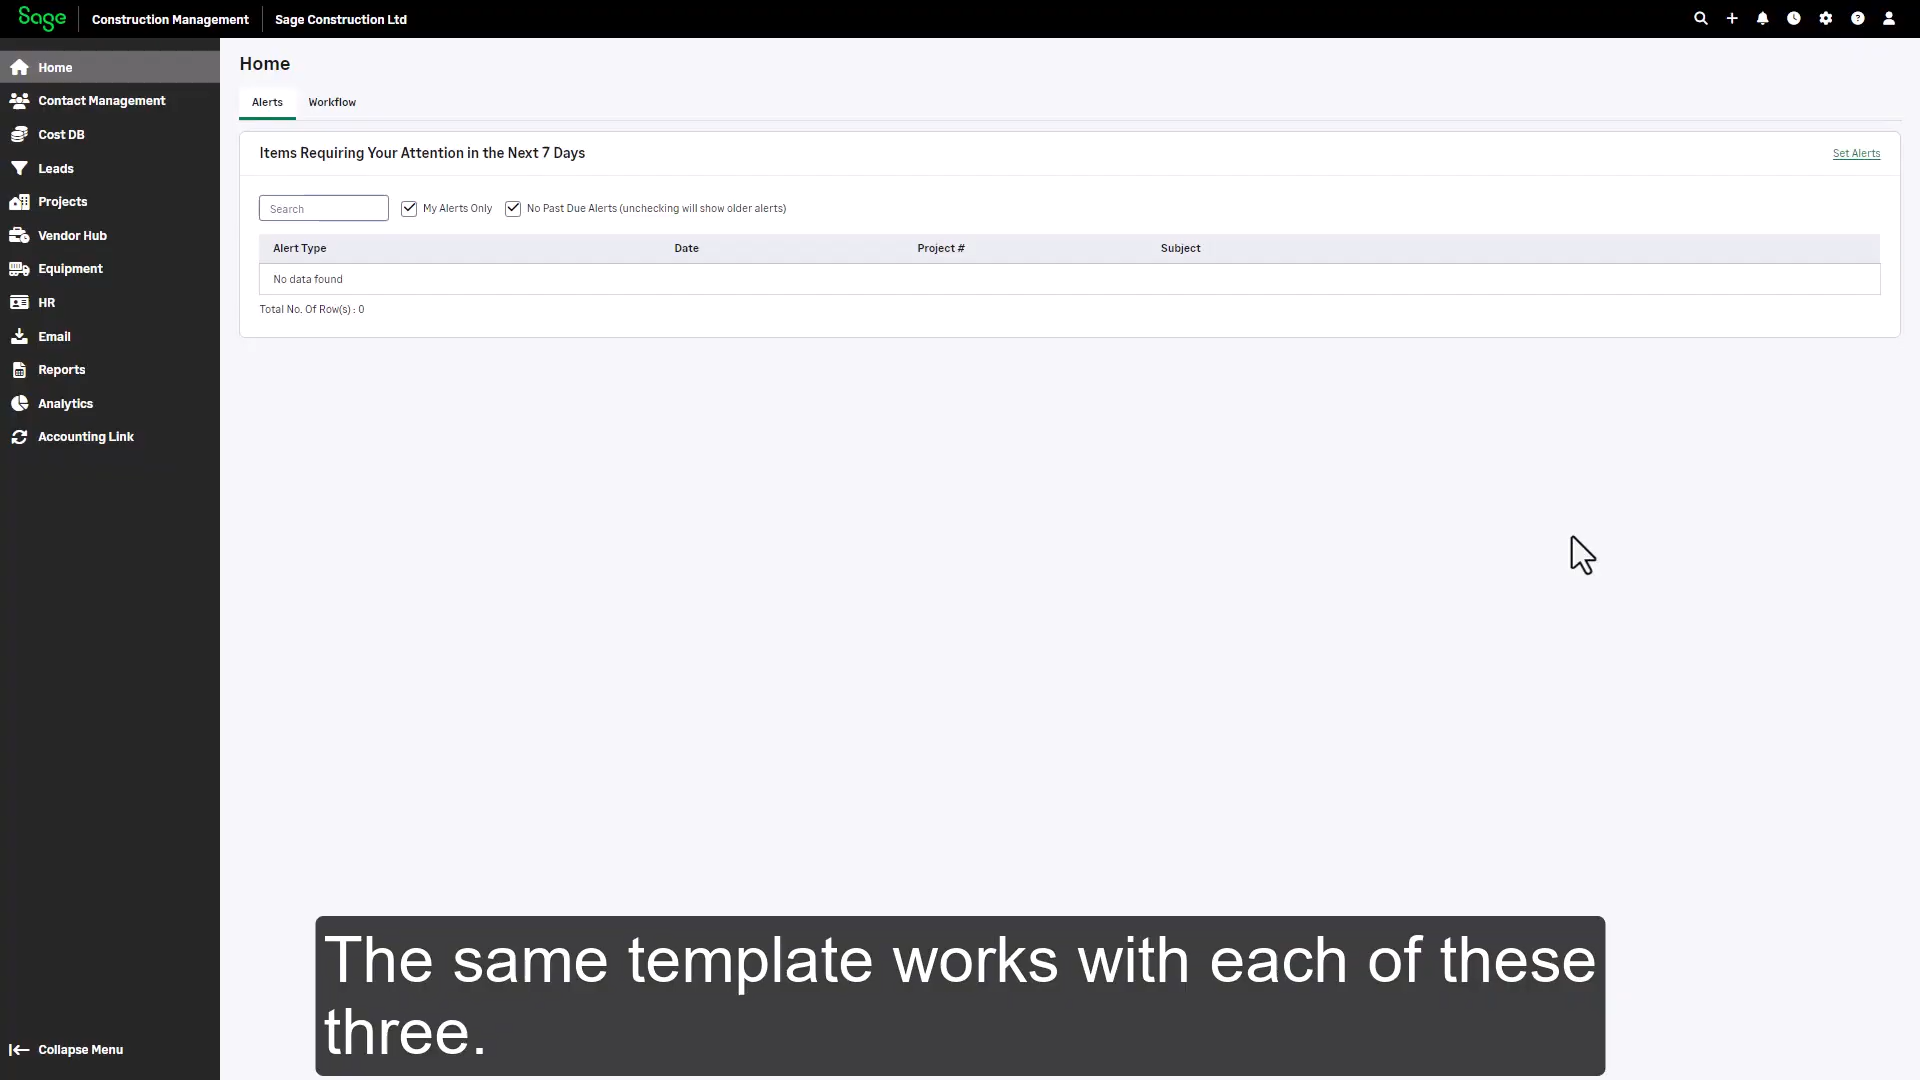 Sage Construction Management Sage Construction Ltd
Home
Contact Management
Cost DB
Leads
Projects
Vendor Hub
Equipment
HR
Email
Reports
Analytics
Accounting Link
Collapse Menu
Home
Alerts Workflow
Items Requiring Your Attention in the Next 7 Days Set Alerts
Search My Alerts Only No Past Due Alerts (unchecking will show older alerts)
Alert Type Date Project # Subject
No data found
Total No. Of Row(s) : 0
The same template works with each of these
three.